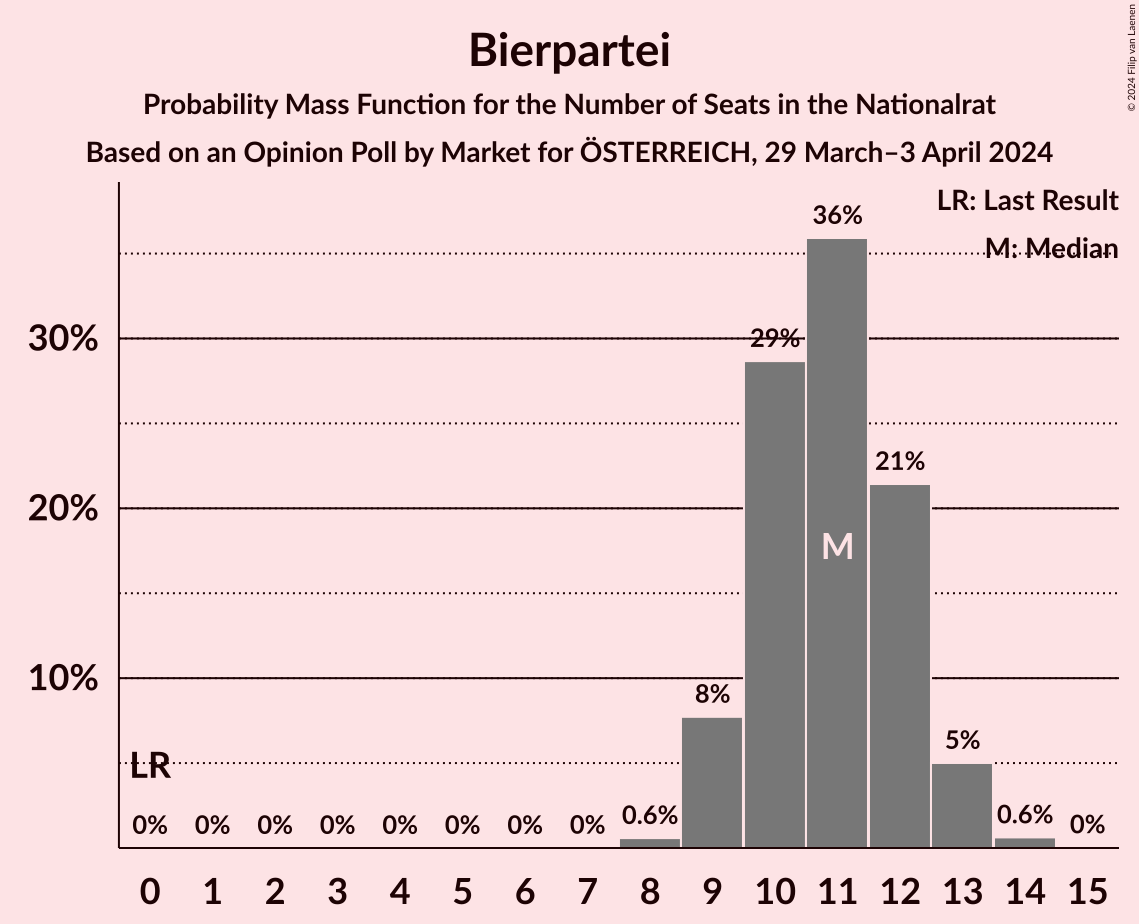 Bierpartei
Probability Mass Function for the Number of Seats in the Nationalrat
Based on an Opinion Poll by Market for ÖSTERREICH, 29 March–3 April 2024
© 2024 Filip van Laenen
LR: Last Result
M: Median
36%
30%
29%
21%
20%
M
10%
8%
5%
LR
0% 0% 0% 0% 0% 0% 0% 0% 0.6% 0.6% 0%
0 1 2 3 4 5 6 7 8 9 10 11 12 13 14 15